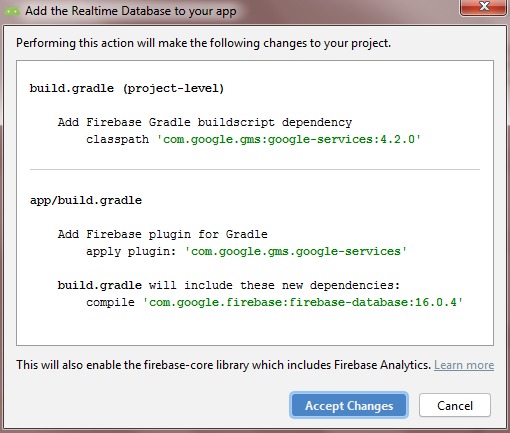 Add the Realtime Database to your app
Performing this action will make the following changes to your project.
build.gradle (project-level)
Add Firebase Gradle buildscript dependency
classpath 'com.google.gms:google-services:4.2.0'
app/build.gradle
Add Firebase plugin for Gradle
apply plugin: 'com.google.gms.google-services'
build.gradle will include these new dependencies:
compile 'com.google.firebase:firebase-database:16.0.4'
This will also enable the firebase-core library which includes Firebase Analytics. Learn more
Accept Changes Cancel